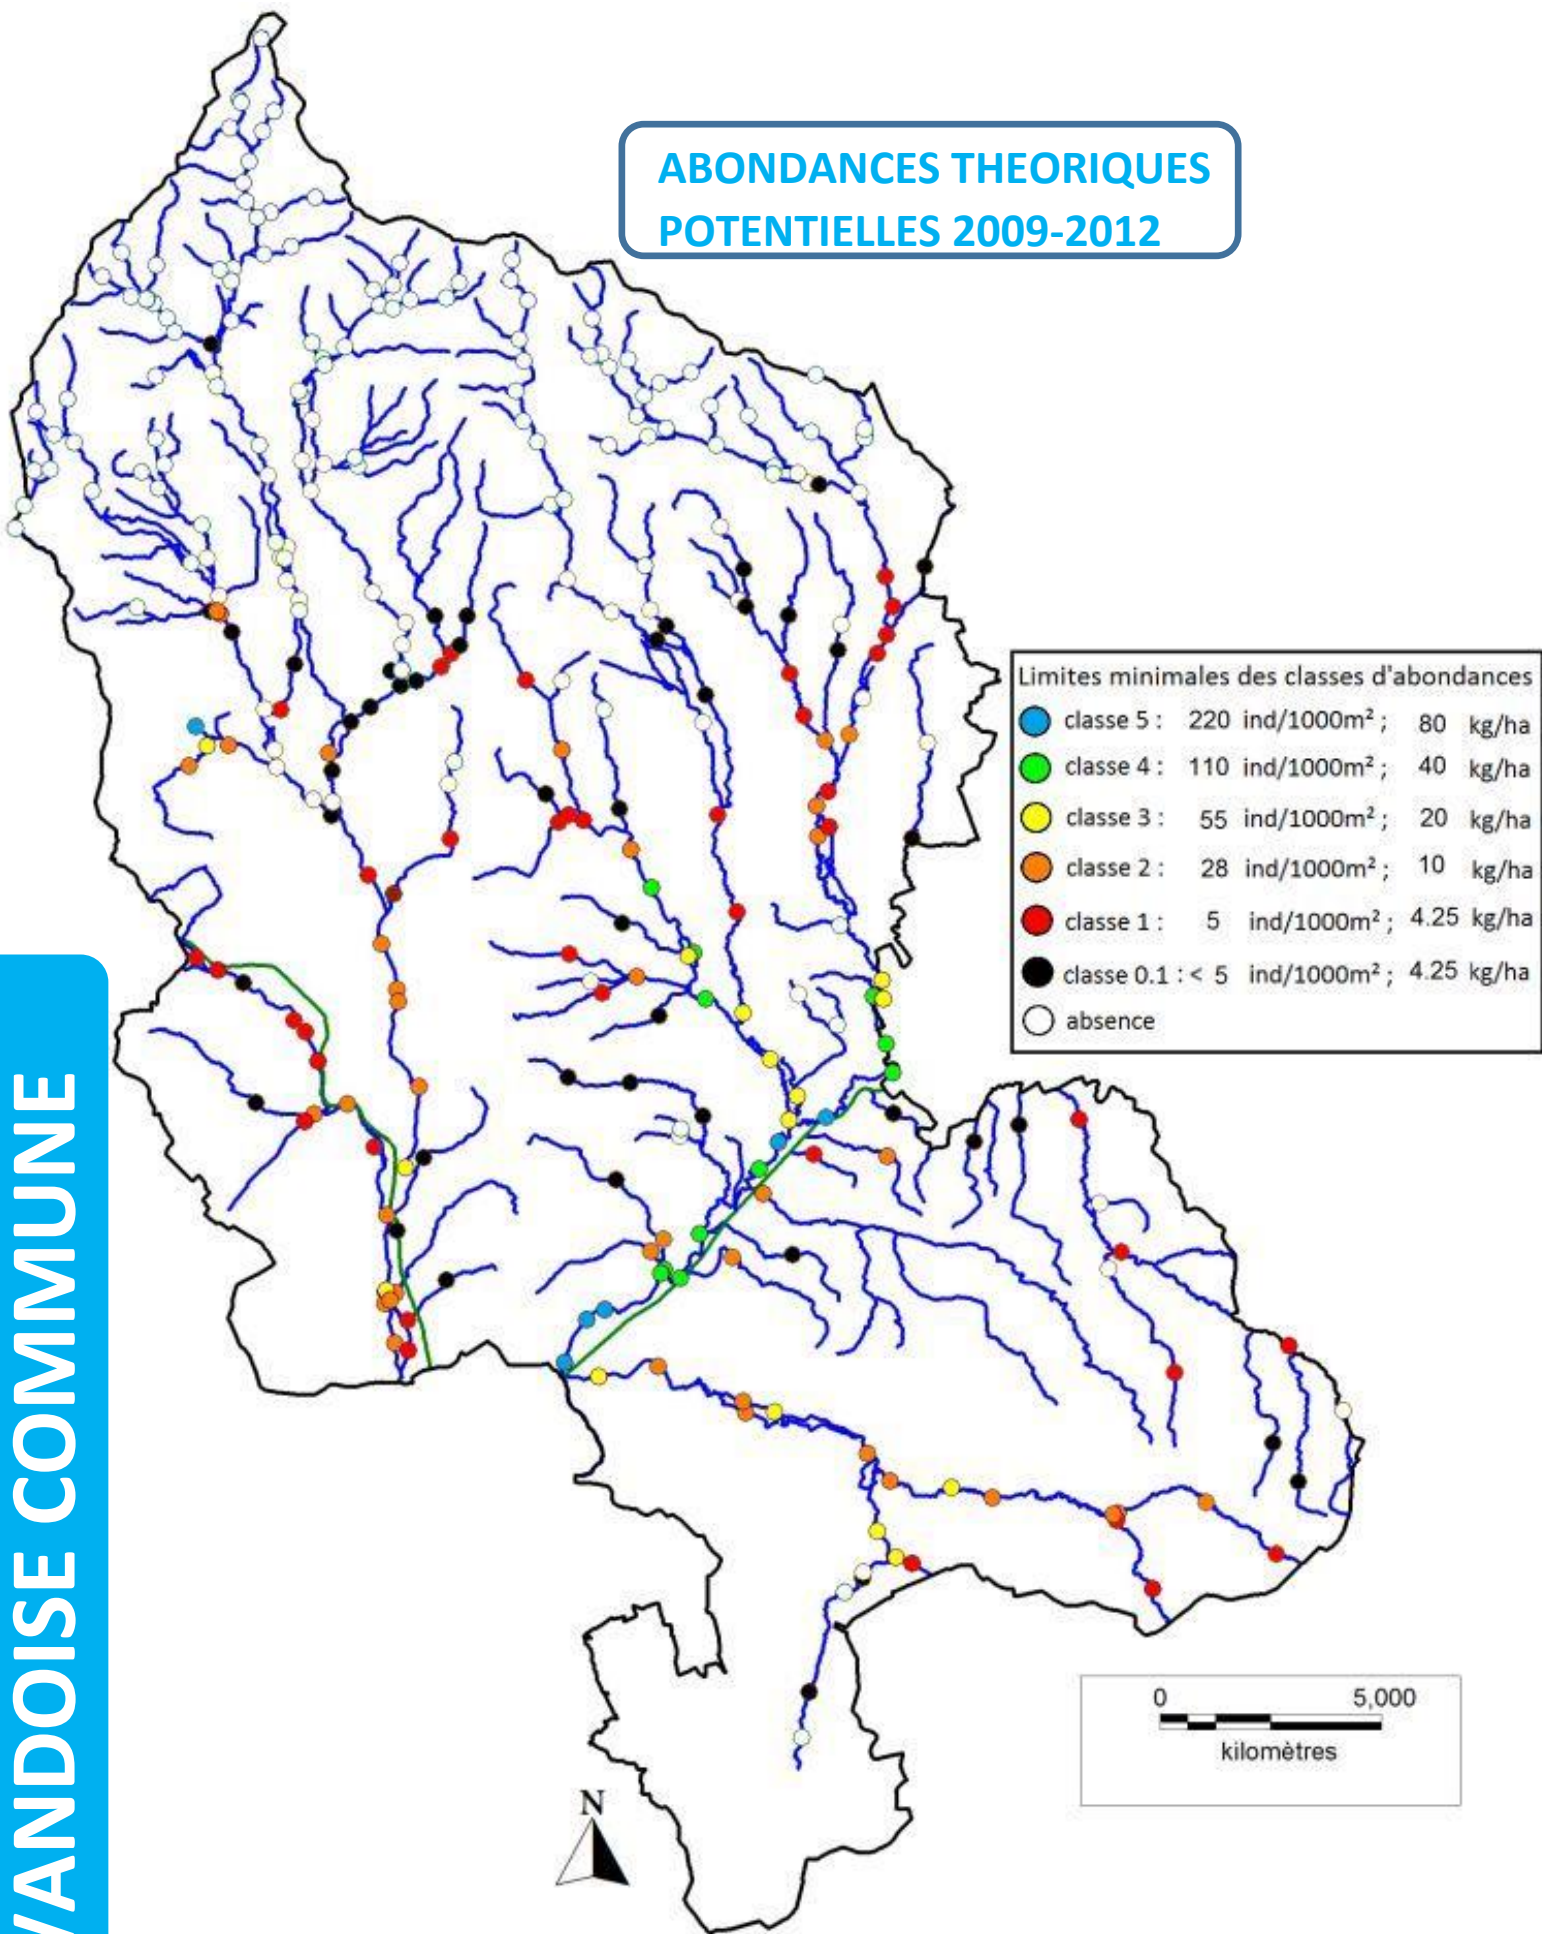 ABONDANCES THEORIQUES
POTENTIELLES 2009-2012
Limites minimales des classes d'abondances
classe 5 : 220 ind/1000m² ; 80 kg/ha
classe 4 : 110 ind/1000m² ; 40 kg/ha
classe 3 : 55 ind/1000m² ; 20 kg/ha
classe 2 : 28 ind/1000m² ; 10 kg/ha
classe 1 : 5 ind/1000m² ; 4.25 kg/ha
classe 0.1 : < 5 ind/1000m² ; 4.25 kg/ha
absence
VANDOISE COMMUNE
0 5,000
kilomètres
N